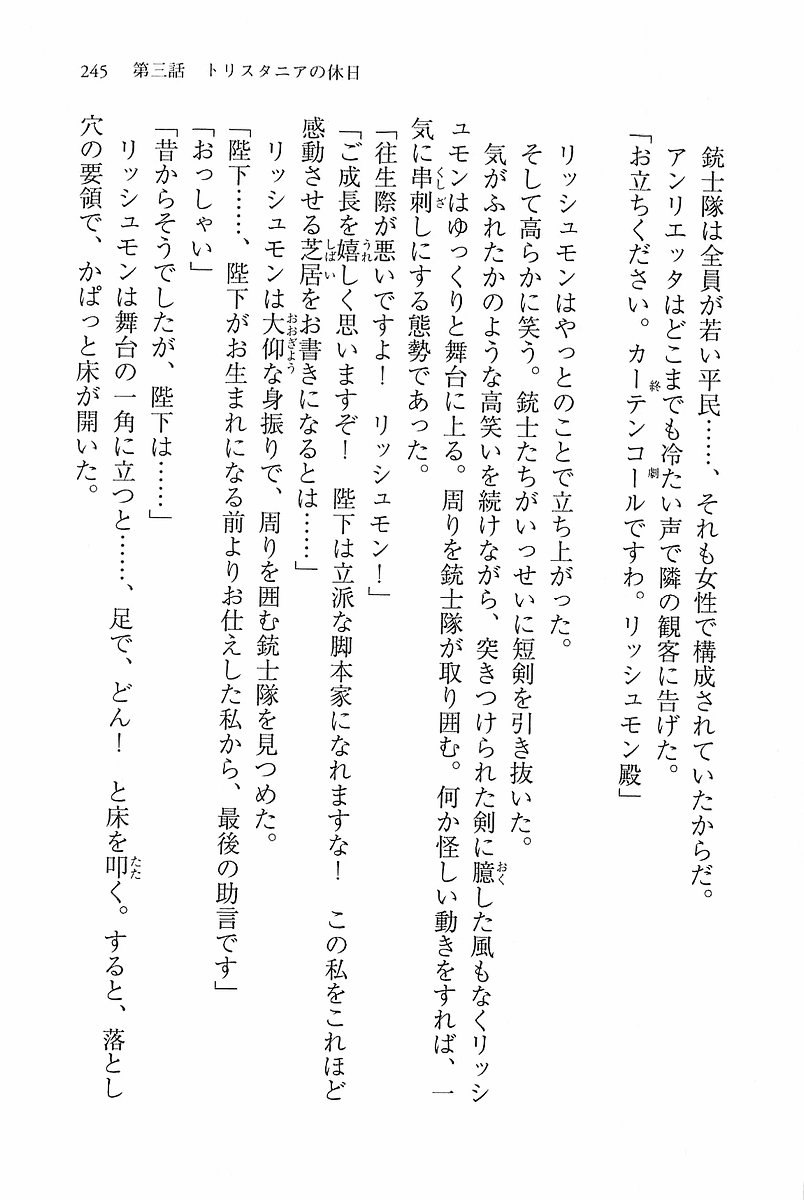 245　第三話　トリスタニアの休日
銃士隊は全員が若い平民……、それも女性で構成されていたからだ。
アンリエッタはどこまでも冷たい声で隣の観客に告げた。
「お立ちください。カーテンコールですわ。リッシュモン殿」
終劇
リッシュモンはやっとのことで立ち上がった。
そして高らかに笑う。銃士たちがいっせいに短剣を引き抜いた。
気がふれたかのような高笑いを続けながら、突きつけられた剣に臆した風もなくリッシ
おく
ュモンはゆっくりと舞台に上る。周りを銃士隊が取り囲む。何か怪しい動きをすれば、一
気に串刺しにする態勢であった。
くしざ
「往生際が悪いですよ！　リッシュモン！」
「ご成長を嬉しく思いますぞ！　陛下は立派な脚本家になれますな！　この私をこれほど
うれ
感動させる芝居をお書きになるとは……」
しばい
リッシュモンは大仰な身振りで、周りを囲む銃士隊を見つめた。
おおぎよう
「陛下……、陛下がお生まれになる前よりお仕えした私から、最後の助言です」
「おっしゃい」
「昔からそうでしたが、陛下は……」
リッシュモンは舞台の一角に立つと……、足で、どん！　と床を叩く。すると、落とし
たた
穴の要領で、かぱっと床が開いた。